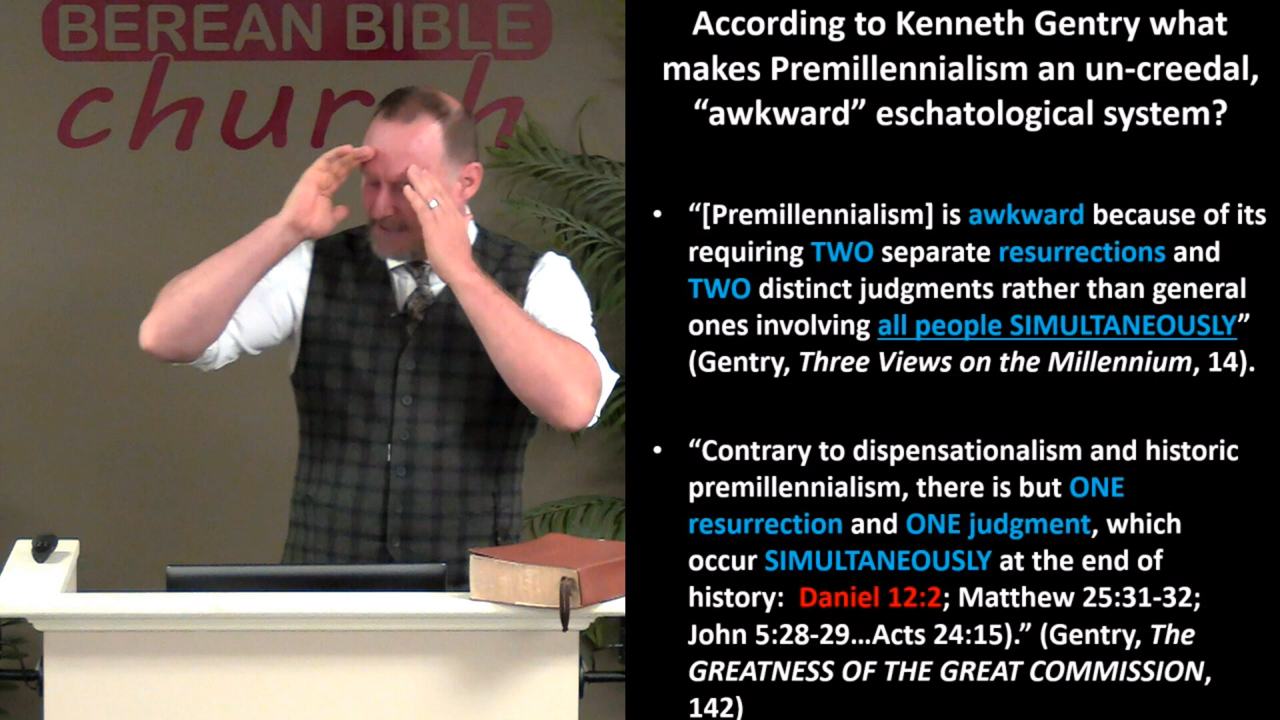 BEREAN BIBLE
church
According to Kenneth Gentry what
makes Premillennialism an un-creedal,
“awkward” eschatological system?
• “[Premillennialism] is awkward because of its
requiring TWO separate resurrections and
TWO distinct judgments rather than general
ones involving all people SIMULTANEOUSLY”
(Gentry, Three Views on the Millennium, 14).
• “Contrary to dispensationalism and historic
premillennialism, there is but ONE
resurrection and ONE judgment, which
occur SIMULTANEOUSLY at the end of
history:  Daniel 12:2; Matthew 25:31-32;
John 5:28-29…Acts 24:15).” (Gentry, The
GREATNESS OF THE GREAT COMMISSION,
142)